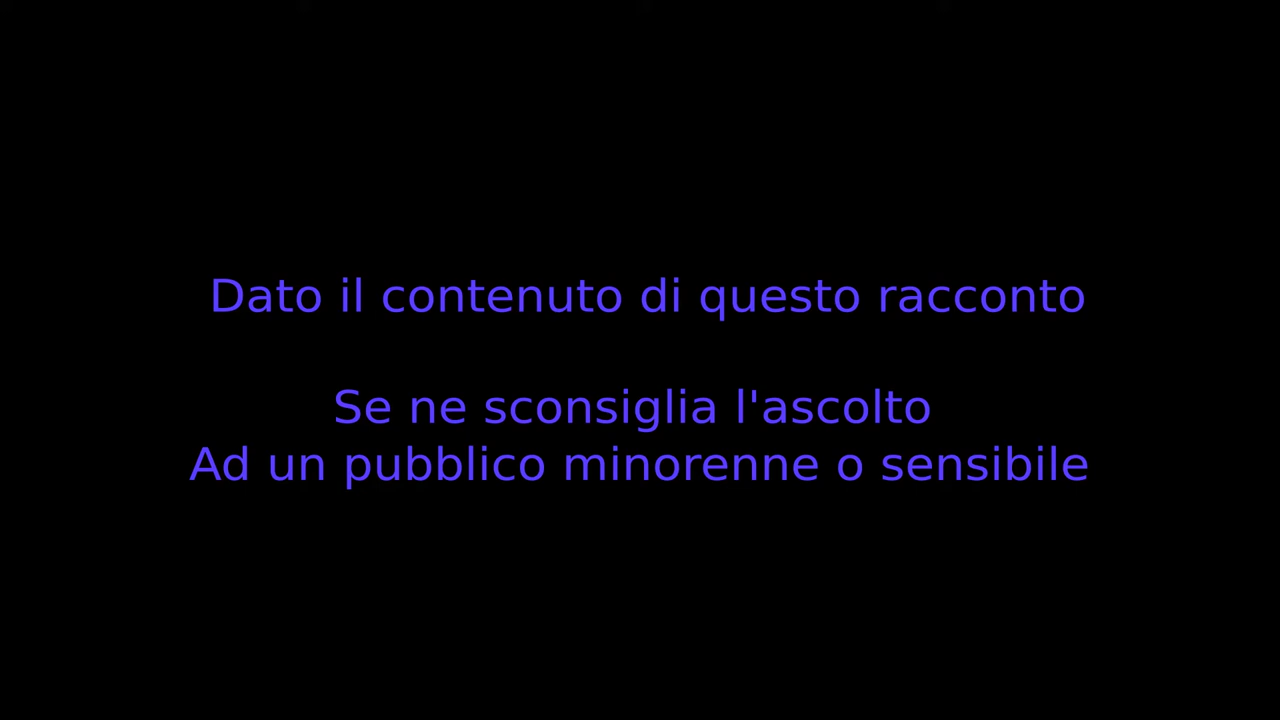 Dato il contenuto di questo racconto
Se ne sconsiglia l'ascolto
Ad un pubblico minorenne o sensibile